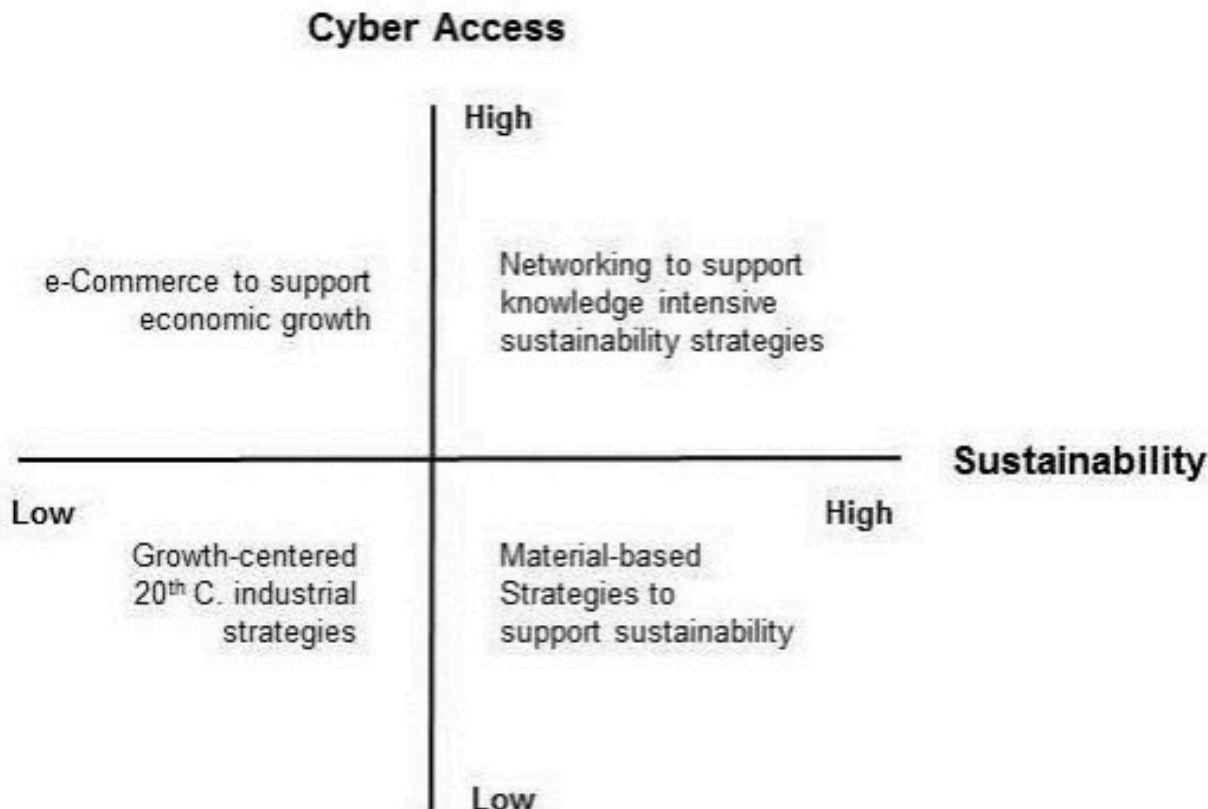 Cyber Access
High
e-Commerce to support
economic growth
Networking to support
knowledge intensive
sustainability strategies
Sustainability
Low
High
Growth-centered
20th C. industrial
strategies
Material-based
Strategies to
support sustainability
Low